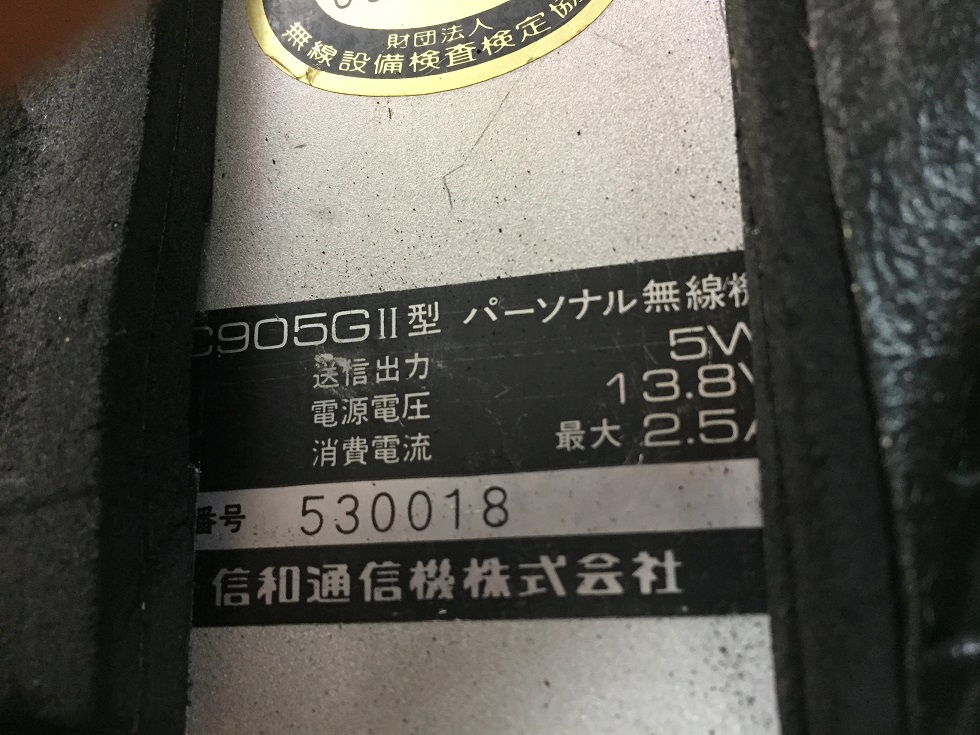 財団法人
無線設備検査検定協
C905GⅡ型 パーソナル無線機
送信出力 5W
電源電圧 13.8V
消費電流 最大 2.5A
番号 530018
信和通信機株式会社